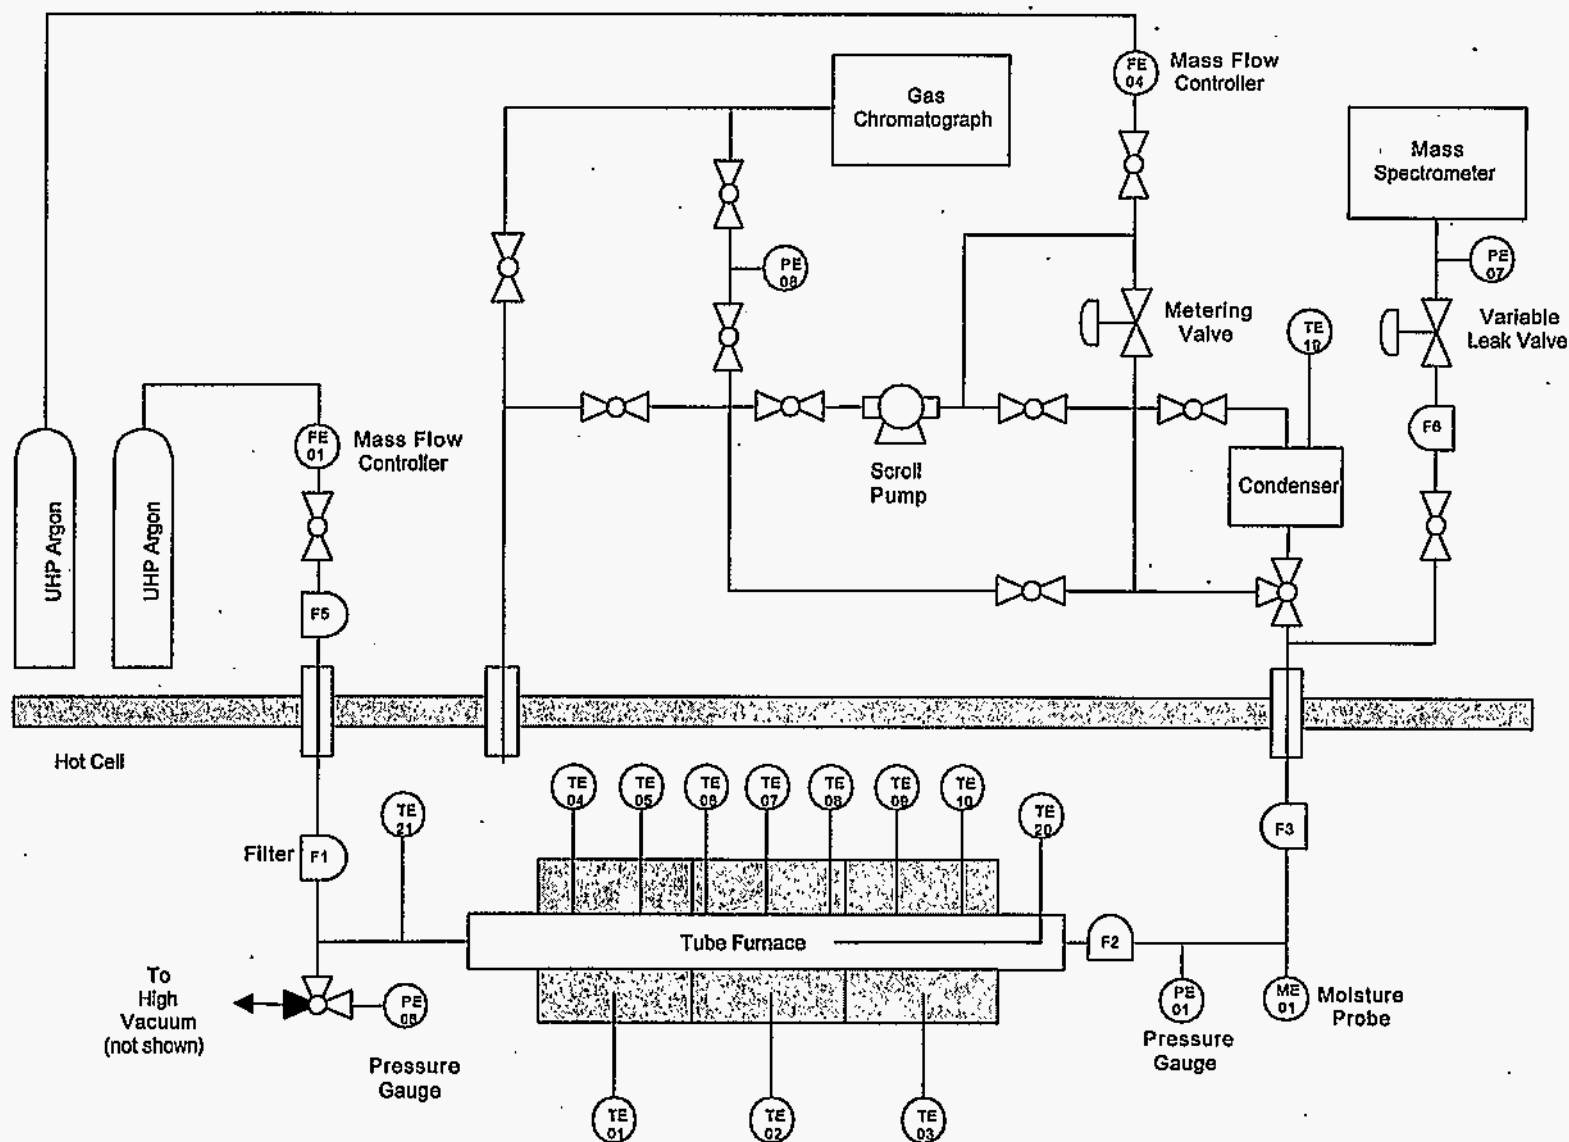 FE
04
Mass Flow
Controller
Gas
Chromatograph
Mass
Spectrometer
PE
08
PE
07
Metering
Valve
TE
19
Variable
Leak Valve
FE
01
Mass Flow
Controller
F6
Scroll
Pump
Condenser
UHP Argon
UHP Argon
F5
Hot Cell
TE
04
TE
05
TE
06
TE
07
TE
08
TE
09
TE
10
TE
21
TE
20
F3
Filter
F1
Tube Furnace
F2
To
High
Vacuum
(not shown)
PE
Pressure
Gauge
PE
01
Pressure
Gauge
ME
01
Moisture
Probe
TE
01
TE
02
TE
03